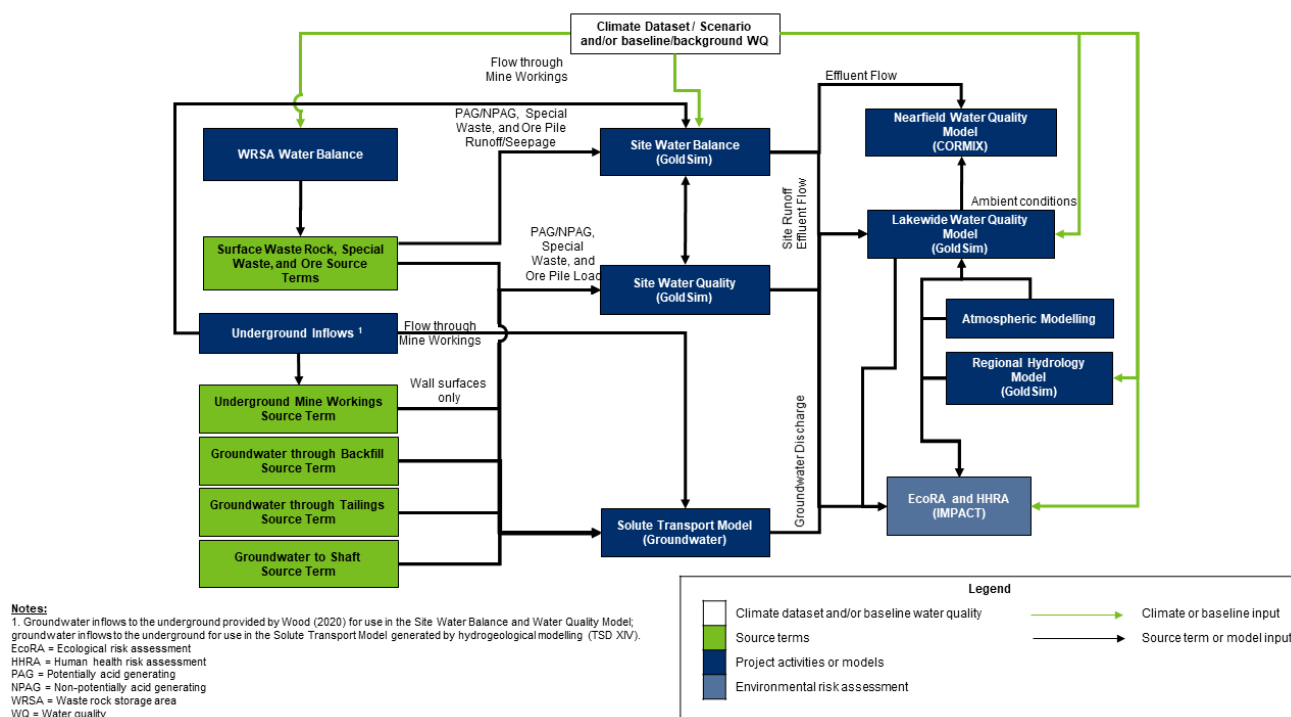 Climate Dataset / Scenario
and/or baseline/background WQ
Flow through
Mine Workings
Effluent Flow
PAG/NPAG, Special
Waste, and Ore Pile
Runoff/Seepage
WRSA Water Balance
Site Water Balance
(GoldSim)
Nearfield Water Quality
Model
(CORMIX)
Ambient conditions
Site Runoff
Effluent Flow
Surface Waste Rock, Special
Waste, and Ore Source
Terms
PAG/NPAG,
Special
Waste, and
Ore Pile Load
Site Water Quality
(GoldSim)
Lakewide Water Quality
Model
(GoldSim)
Underground Inflows 1
Flow through
Mine Workings
Atmospheric Modelling
Regional Hydrology
Model
(GoldSim)
Wall surfaces
only
Underground Mine Workings
Source Term
Groundwater through Backfill
Source Term
Groundwater through Tailings
Source Term
Groundwater to Shaft
Source Term
Solute Transport Model
(Groundwater)
Groundwater Discharge
EcoRA and HHRA
(IMPACT)
Notes:
1. Groundwater inflows to the underground provided by Wood (2020) for use in the Site Water Balance and Water Quality Model;
groundwater inflows to the underground for use in the Solute Transport Model generated by hydrogeological modelling (TSD XIV).
EcoRA = Ecological risk assessment
HHRA = Human health risk assessment
PAG = Potentially acid generating
NPAG = Non-potentially acid generating
WRSA = Waste rock storage area
WQ = Water quality
Legend
Climate dataset and/or baseline water quality
Source terms
Project activities or models
Environmental risk assessment
Climate or baseline input
Source term or model input